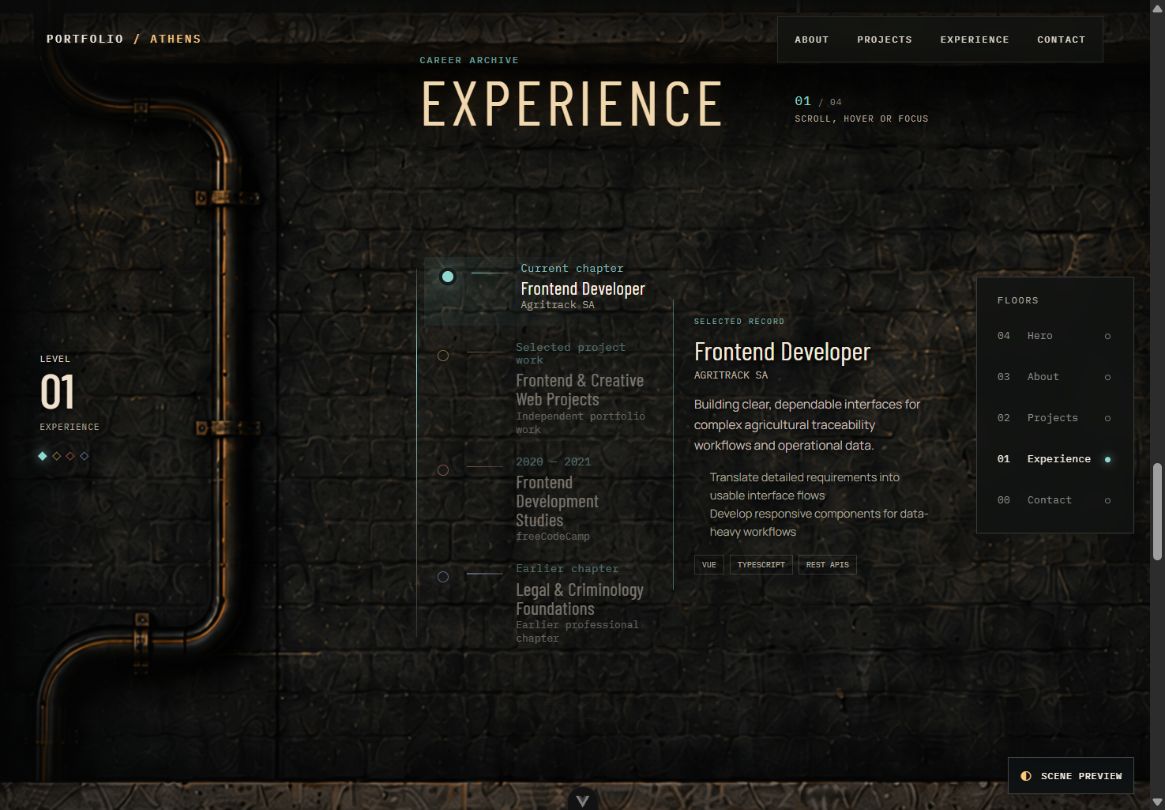 PORTFOLIO / ATHENS
ABOUT PROJECTS EXPERIENCE CONTACT
CAREER ARCHIVE
EXPERIENCE
01 / 04
SCROLL, HOVER OR FOCUS
LEVEL
01
EXPERIENCE
Current chapter
Frontend Developer
Agritrack SA
Selected project
work
Frontend & Creative
Web Projects
Independent portfolio
work
2020 — 2021
Frontend
Development
Studies
freeCodeCamp
Earlier chapter
Legal & Criminology
Foundations
Earlier professional
chapter
SELECTED RECORD
Frontend Developer
AGRITRACK SA
Building clear, dependable interfaces for
complex agricultural traceability
workflows and operational data.
Translate detailed requirements into
usable interface flows
Develop responsive components for data-
heavy workflows
VUE TYPESCRIPT REST APIS
FLOORS
04 Hero
03 About
02 Projects
01 Experience
00 Contact
SCENE PREVIEW